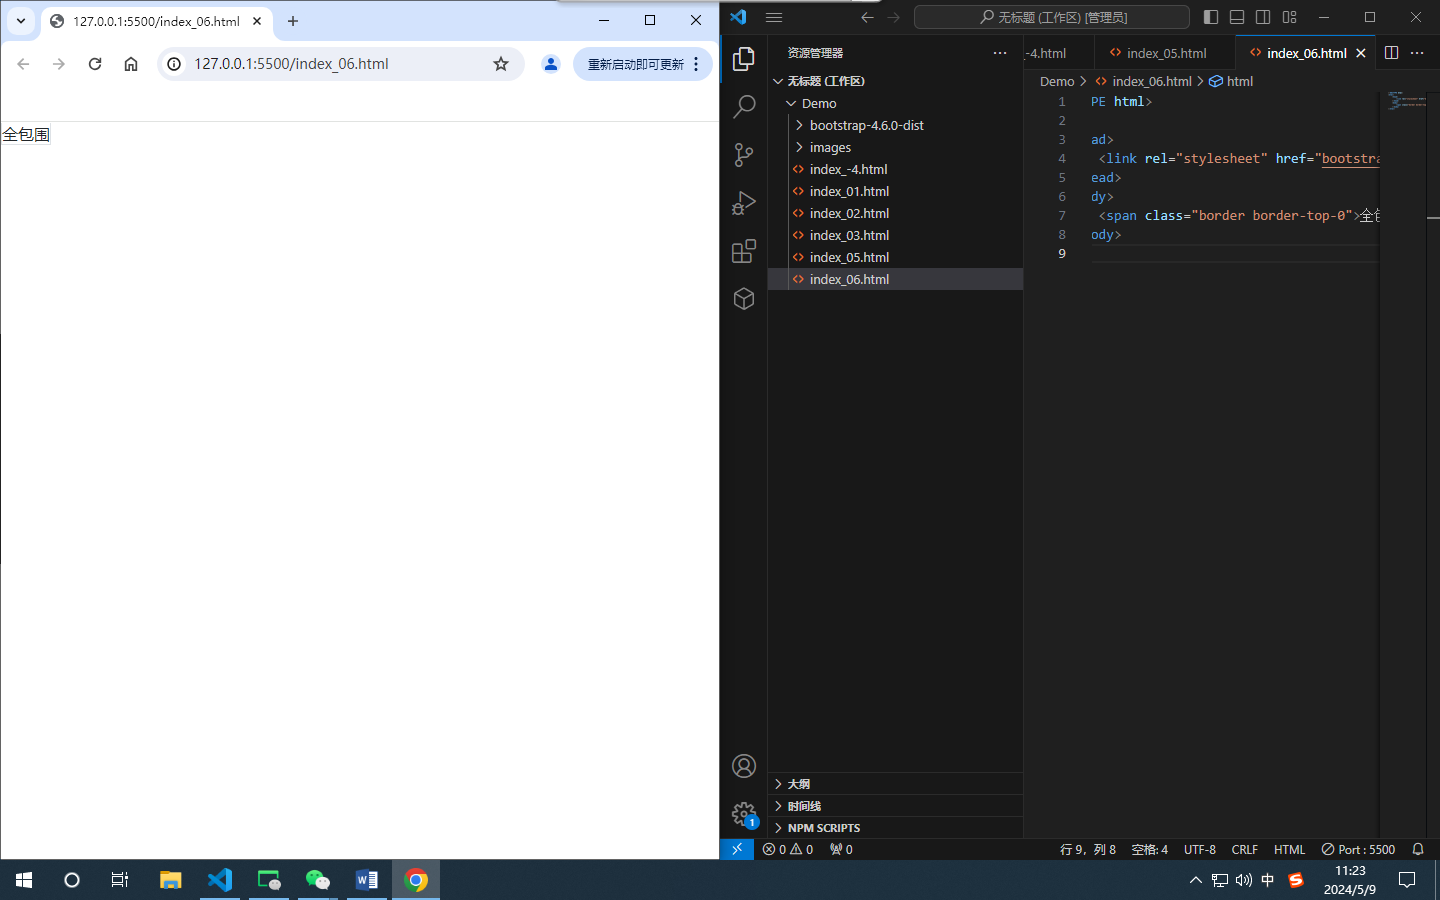 127.0.0.1:5500/index_06.html
127.0.0.1:5500/index_06.html
重新启动即可更新
全包围
无标题 (工作区) [管理员]
资源管理器
无标题 (工作区)
Demo
bootstrap-4.6.0-dist
images
index_-4.html
index_01.html
index_02.html
index_03.html
index_05.html
index_06.html
大纲
时间线
NPM SCRIPTS
_-4.html
index_05.html
index_06.html
Demo > index_06.html > html
1 PE html>
2
3 ad>
4 <link rel="stylesheet" href="bootstra
5 ead>
6 dy>
7 <span class="border border-top-0">全包
8 ody>
9
1
0 0 0
行 9，列 8 空格: 4 UTF-8 CRLF HTML Port : 5500
中
11:23
2024/5/9